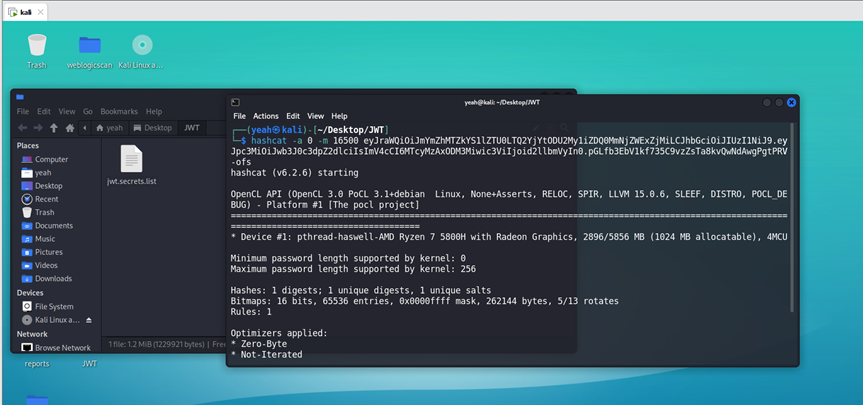 kali
Trash
weblogicscan
Kali Linux a...
File Edit View Go Bookmarks Help
yeah
Desktop
JWT
Places
Computer
yeah
Desktop
Recent
Trash
Documents
Music
Pictures
Videos
Downloads
Devices
File System
Kali Linux a...
Network
Browse Network
jwt.secrets.list
1 file: 1.2 MiB (1229921 bytes) | Fre
reports
JWT
yeah@kali: ~/Desktop/JWT
File Actions Edit View Help
(yeah㉿kali)-[~/Desktop/JWT]
$ hashcat -a 0 -m 16500
-ofs
hashcat (v6.2.6) starting
OpenCL API (OpenCL 3.0 PoCL 3.1+debian Linux, None+Asserts, RELOC, SPIR, LLVM 15.0.6, SLEEF, DISTRO, POCL_DE
BUG) - Platform #1 [The pocl project]
* Device #1: pthread-haswell-AMD Ryzen 7 5800H with Radeon Graphics, 2896/5856 MB (1024 MB allocatable), 4MCU
Minimum password length supported by kernel: 0
Maximum password length supported by kernel: 256
Hashes: 1 digests; 1 unique digests, 1 unique salts
Bitmaps: 16 bits, 65536 entries, 0x0000ffff mask, 262144 bytes, 5/13 rotates
Rules: 1
Optimizers applied:
* Zero-Byte
* Not-Iterated